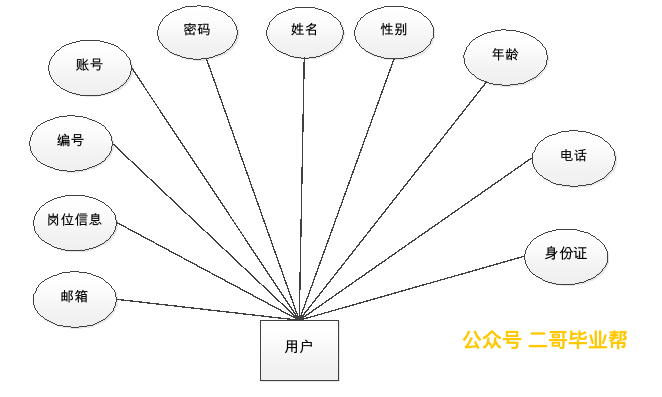 密码
姓名
性别
年龄
账号
编号
电话
岗位信息
身份证
邮箱
用户
公众号 二哥毕业帮